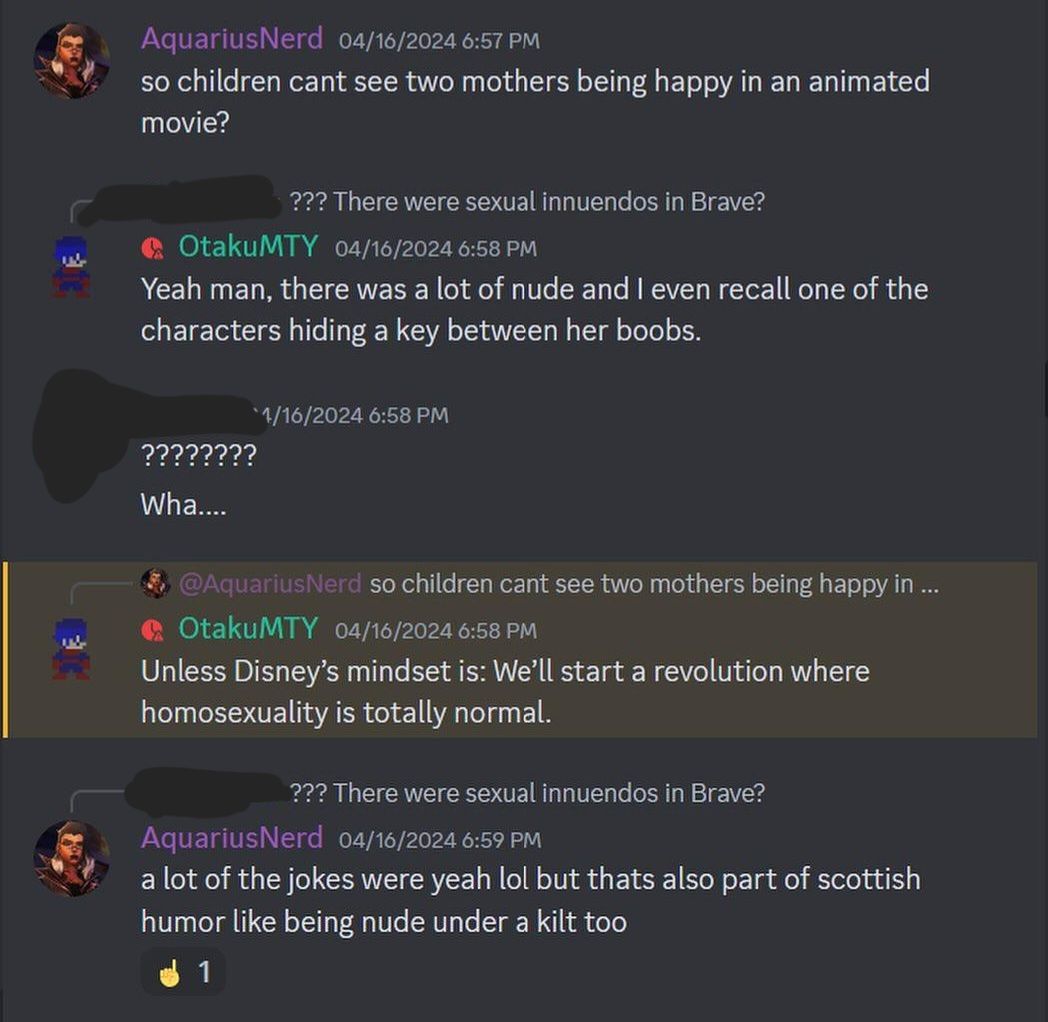 AquariusNerd 04/16/2024 6:57 PM
so children cant see two mothers being happy in an animated
movie?
??? There were sexual innuendos in Brave?
OtakuMTY 04/16/2024 6:58 PM
Yeah man, there was a lot of nude and I even recall one of the
characters hiding a key between her boobs.
4/16/2024 6:58 PM
????????
Wha....
@AquariusNerd so children cant see two mothers being happy in ...
OtakuMTY 04/16/2024 6:58 PM
Unless Disney’s mindset is: We’ll start a revolution where
homosexuality is totally normal.
??? There were sexual innuendos in Brave?
AquariusNerd 04/16/2024 6:59 PM
a lot of the jokes were yeah lol but thats also part of scottish
humor like being nude under a kilt too
☝ 1